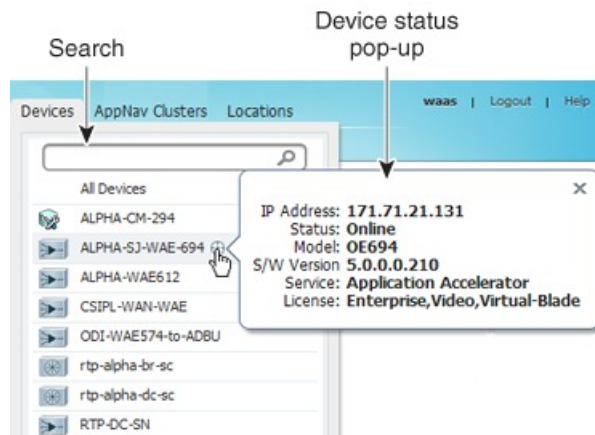 Device status
pop-up
Search
waas | Logout | Help
Devices AppNav Clusters Locations
All Devices
ALPHA-CM-294
ALPHA-SJ-WAE-694
ALPHA-WAE612
CSIPL-WAN-WAE
ODI-WAE574-to-ADBU
rtp-alpha-br-sc
rtp-alpha-dc-sc
RTP-DC-SN
IP Address: 171.71.21.131
Status: Online
Model: OE694
S/W Version 5.0.0.0.210
Service: Application Accelerator
License: Enterprise,Video,Virtual-Blade